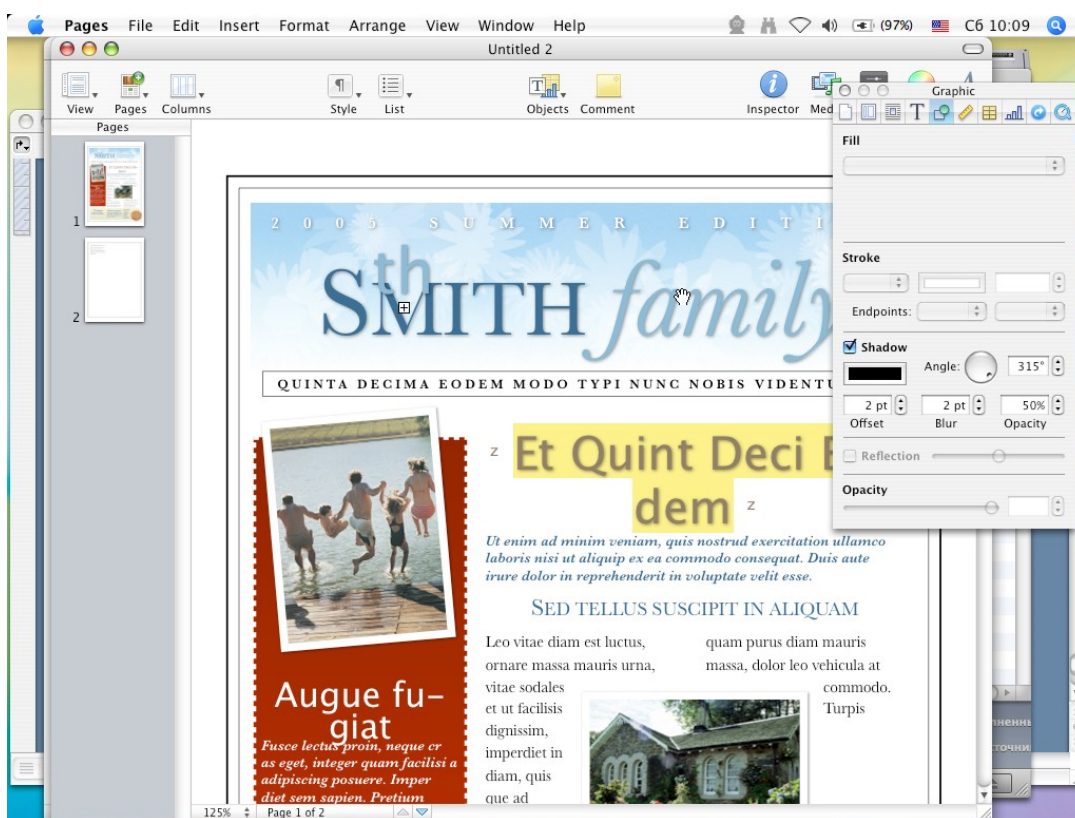 Pages File Edit Insert Format Arrange View Window Help (97%) Сб 10:09
Untitled 2
View Pages Columns Style List Objects Comment Inspector Med
Graphic
Pages
1
2
2005 SUMMER EDITI
th
SMITH family
QUINTA DECIMA EODEM MODO TYPI NUNC NOBIS VIDENTU
z Et Quint Deci E
dem z
Ut enim ad minim veniam, quis nostrud exercitation ullamco
laboris nisi ut aliquip ex ea commodo consequat. Duis aute
irure dolor in reprehenderit in voluptate velit esse.
SED TELLUS SUSCIPIT IN ALIQUAM
Leo vitae diam est luctus,
ornare massa mauris urna,
vitae sodales
et ut facilisis
dignissim,
imperdiet in
diam, quis
que ad
quam purus diam mauris
massa, dolor leo vehicula at
commodo.
Turpis
Augue fu-
giat
Fusce lectus proin, neque cr
as eget, integer quam facilisi a
adipiscing posuere. Imper
diet sem sapien. Pretium
125% Page 1 of 2
Fill
Stroke
Endpoints:
Shadow
Angle: 315°
2 pt 2 pt 50%
Offset Blur Opacity
Reflection
Opacity